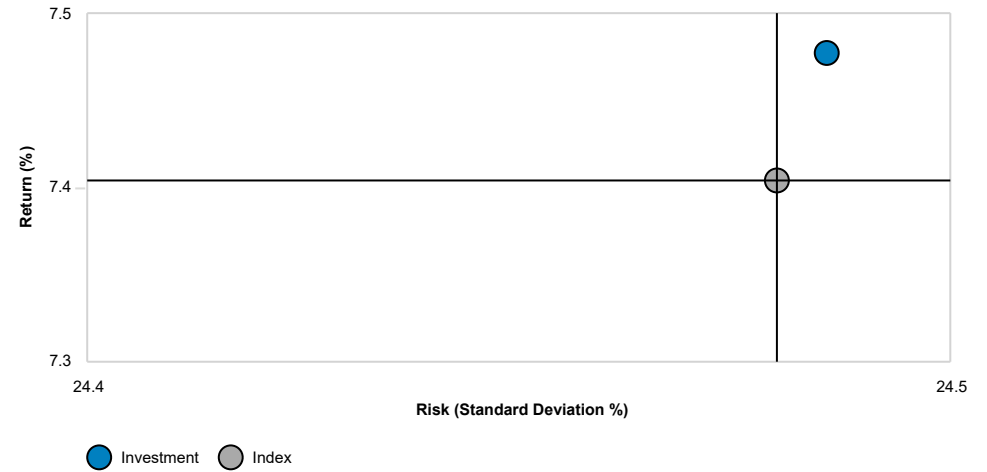 7.5
Return (%)
7.4
7.3
24.4
24.5
Risk (Standard Deviation %)
Investment
Index